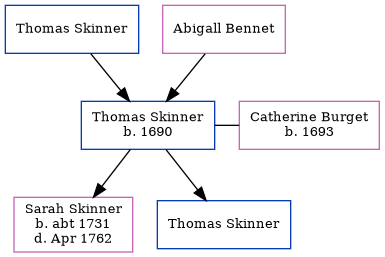 Thomas Skinner
Abigall Bennet
Thomas Skinner
b. 1690
Catherine Burget
b. 1693
Sarah Skinner
b. abt 1731
d. Apr 1762
Thomas Skinner